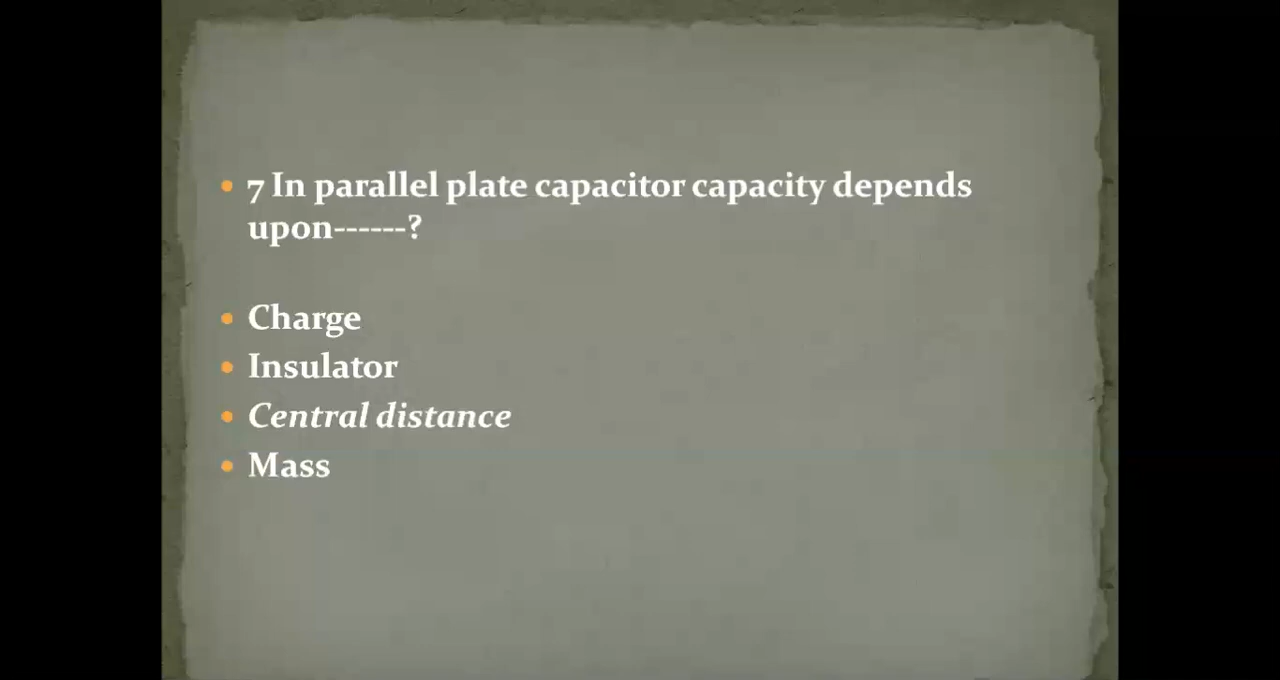 7 In parallel plate capacitor capacity depends
upon------?
Charge
Insulator
Central distance
Mass